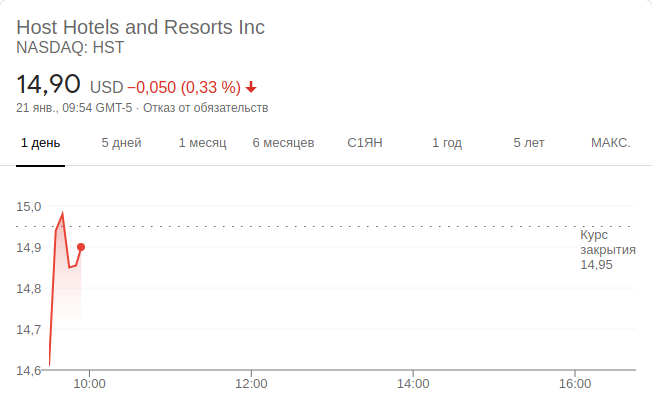 Host Hotels and Resorts Inc
NASDAQ: HST
14,90 USD −0,050 (0,33 %)
21 янв., 09:54 GMT-5 · Отказ от обязательств
1 день 5 дней 1 месяц 6 месяцев С1ЯН 1 год 5 лет МАКС.
15,0
Курс
14,9
закрытия
14,95
14,8
14,7
14,6
10:00 12:00 14:00 16:00